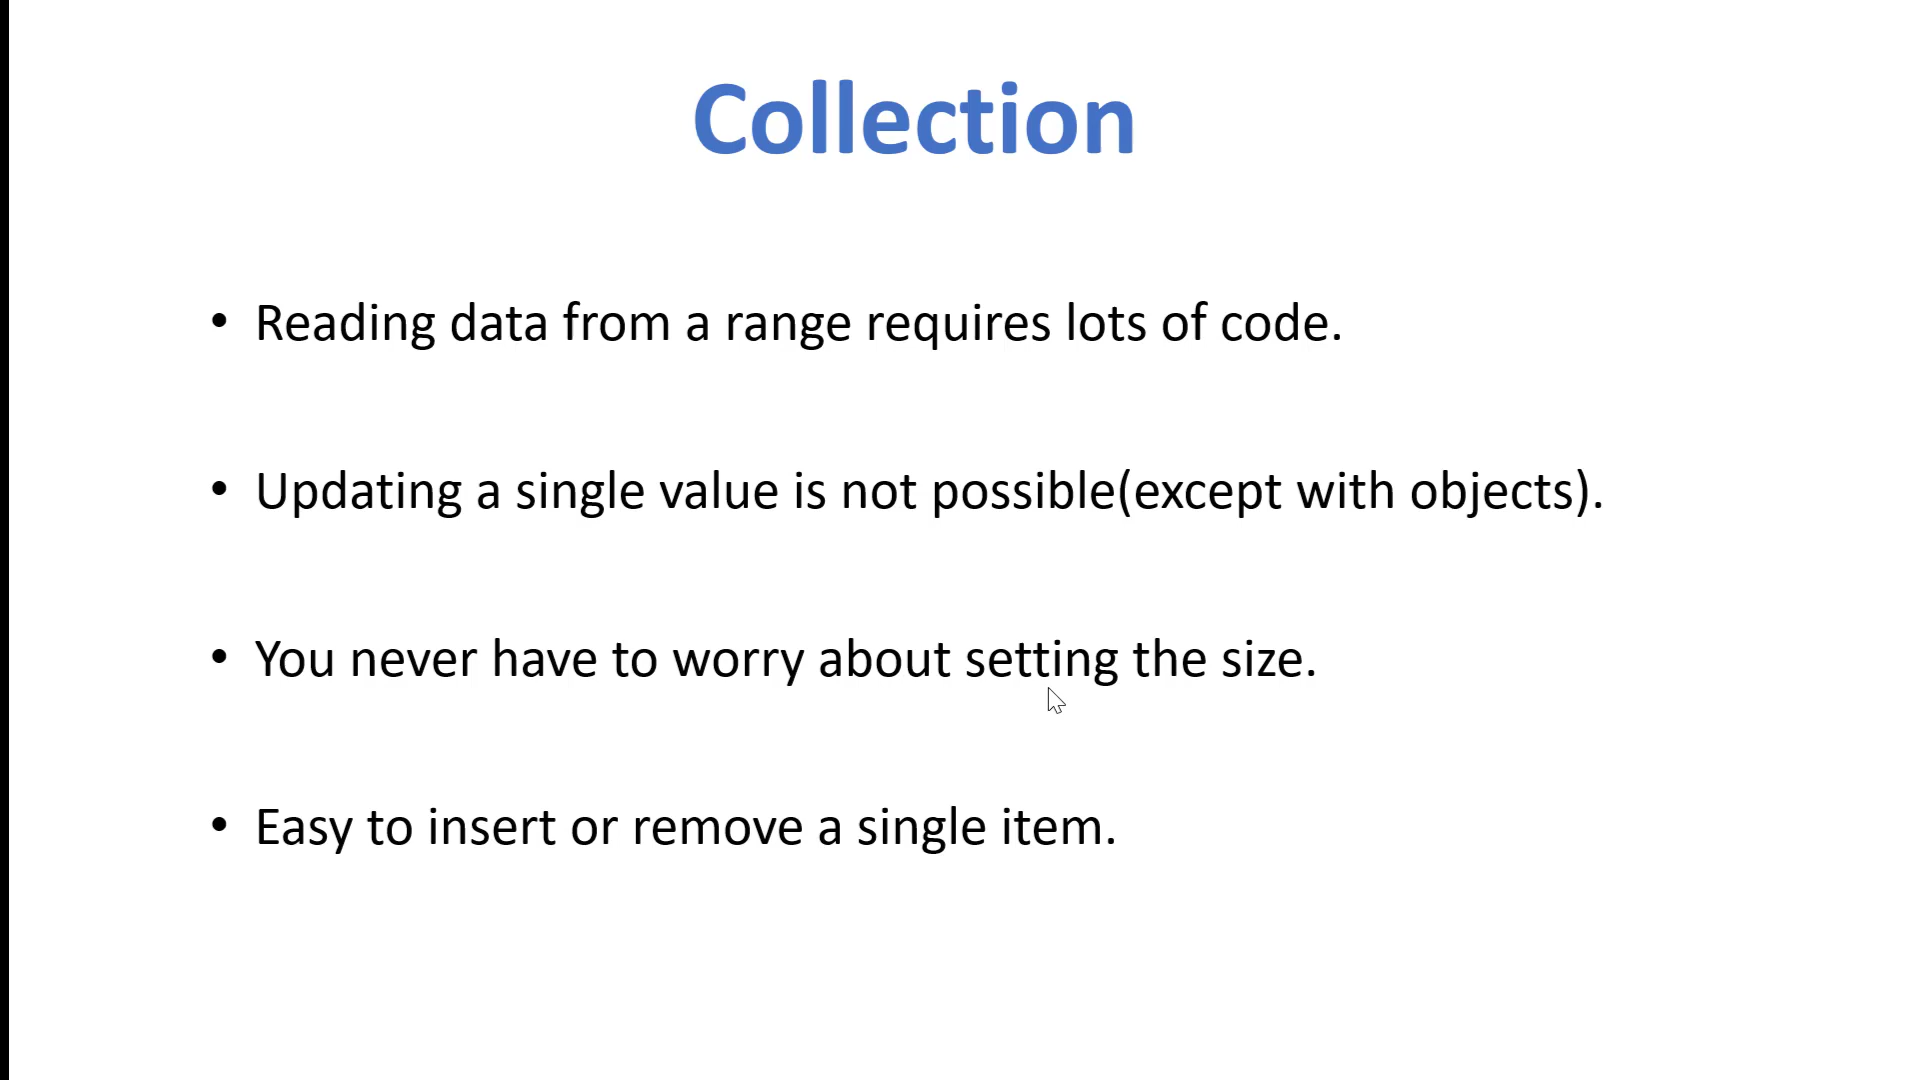 Collection
• Reading data from a range requires lots of code.
• Updating a single value is not possible(except with objects).
• You never have to worry about setting the size.
• Easy to insert or remove a single item.